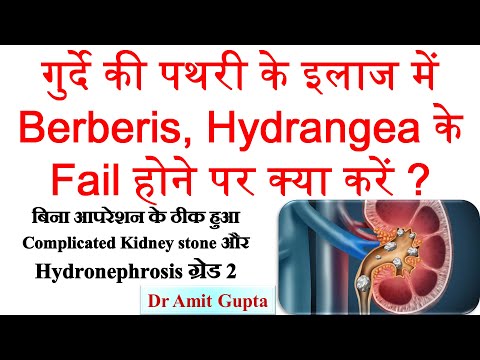 गुर्दे की पथरी के इलाज में
Berberis, Hydrangea के
Fail होने पर क्या करें ?
बिना आपरेशन के ठीक हुआ
Complicated Kidney stone और
Hydronephrosis ग्रेड 2
Dr Amit Gupta